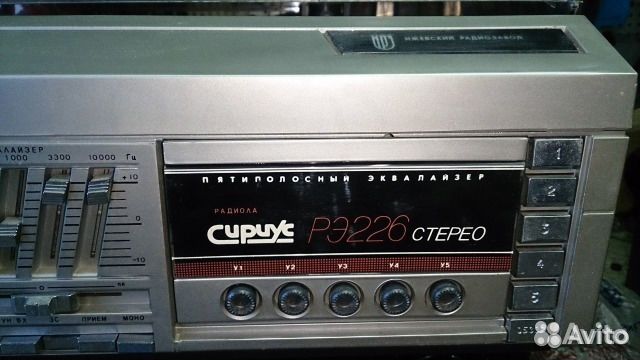 ИЖЕВСКИЙ РАДИОЗАВОД
1000 3300 10000 Гц
+10
0
-10
ПЯТИПОЛОСНЫЙ ЭКВАЛАЙЗЕР
РАДИОЛА
Сириус РЭ226 СТЕРЕО
У1 У2 У3 У4 У5
1
2
3
4
5
0
ПРИЕМ МОНО
Avito